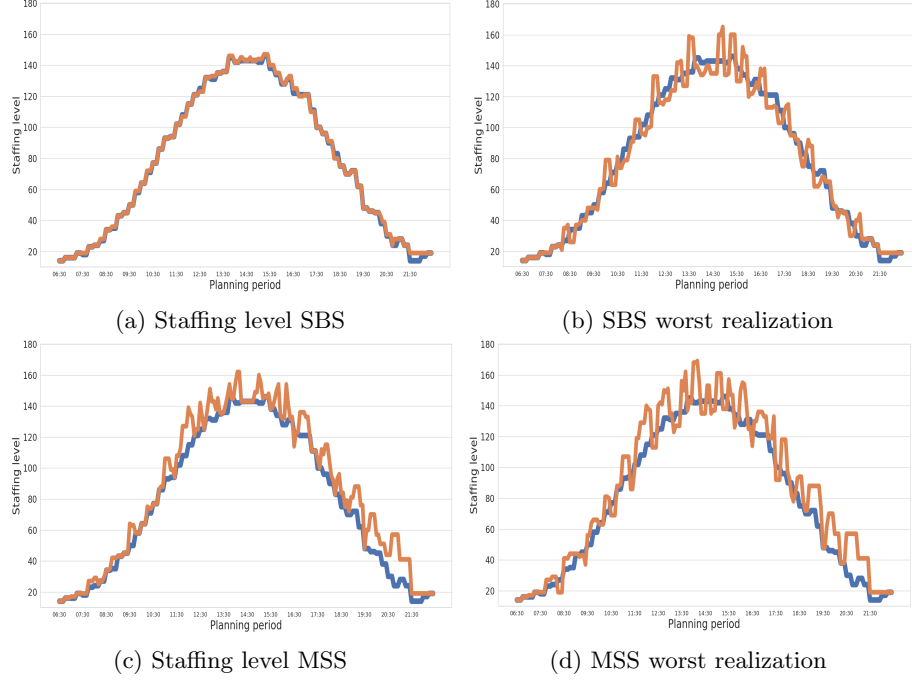 180
160
140
120
100
80
60
40
20
Staffing level
06:30 07:30 08:30 09:30 10:30 11:30 12:30 13:30 14:30 15:30 16:30 17:30 18:30 19:30 20:30 21:30
Planning period
(a) Staffing level SBS
180
160
140
120
100
80
60
40
20
Staffing level
06:30 07:30 08:30 09:30 10:30 11:30 12:30 13:30 14:30 15:30 16:30 17:30 18:30 19:30 20:30 21:30
Planning period
(b) SBS worst realization
180
160
140
120
100
80
60
40
20
Staffing level
06:30 07:30 08:30 09:30 10:30 11:30 12:30 13:30 14:30 15:30 16:30 17:30 18:30 19:30 20:30 21:30
Planning period
(c) Staffing level MSS
180
160
140
120
100
80
60
40
20
Staffing level
06:30 07:30 08:30 09:30 10:30 11:30 12:30 13:30 14:30 15:30 16:30 17:30 18:30 19:30 20:30 21:30
Planning period
(d) MSS worst realization